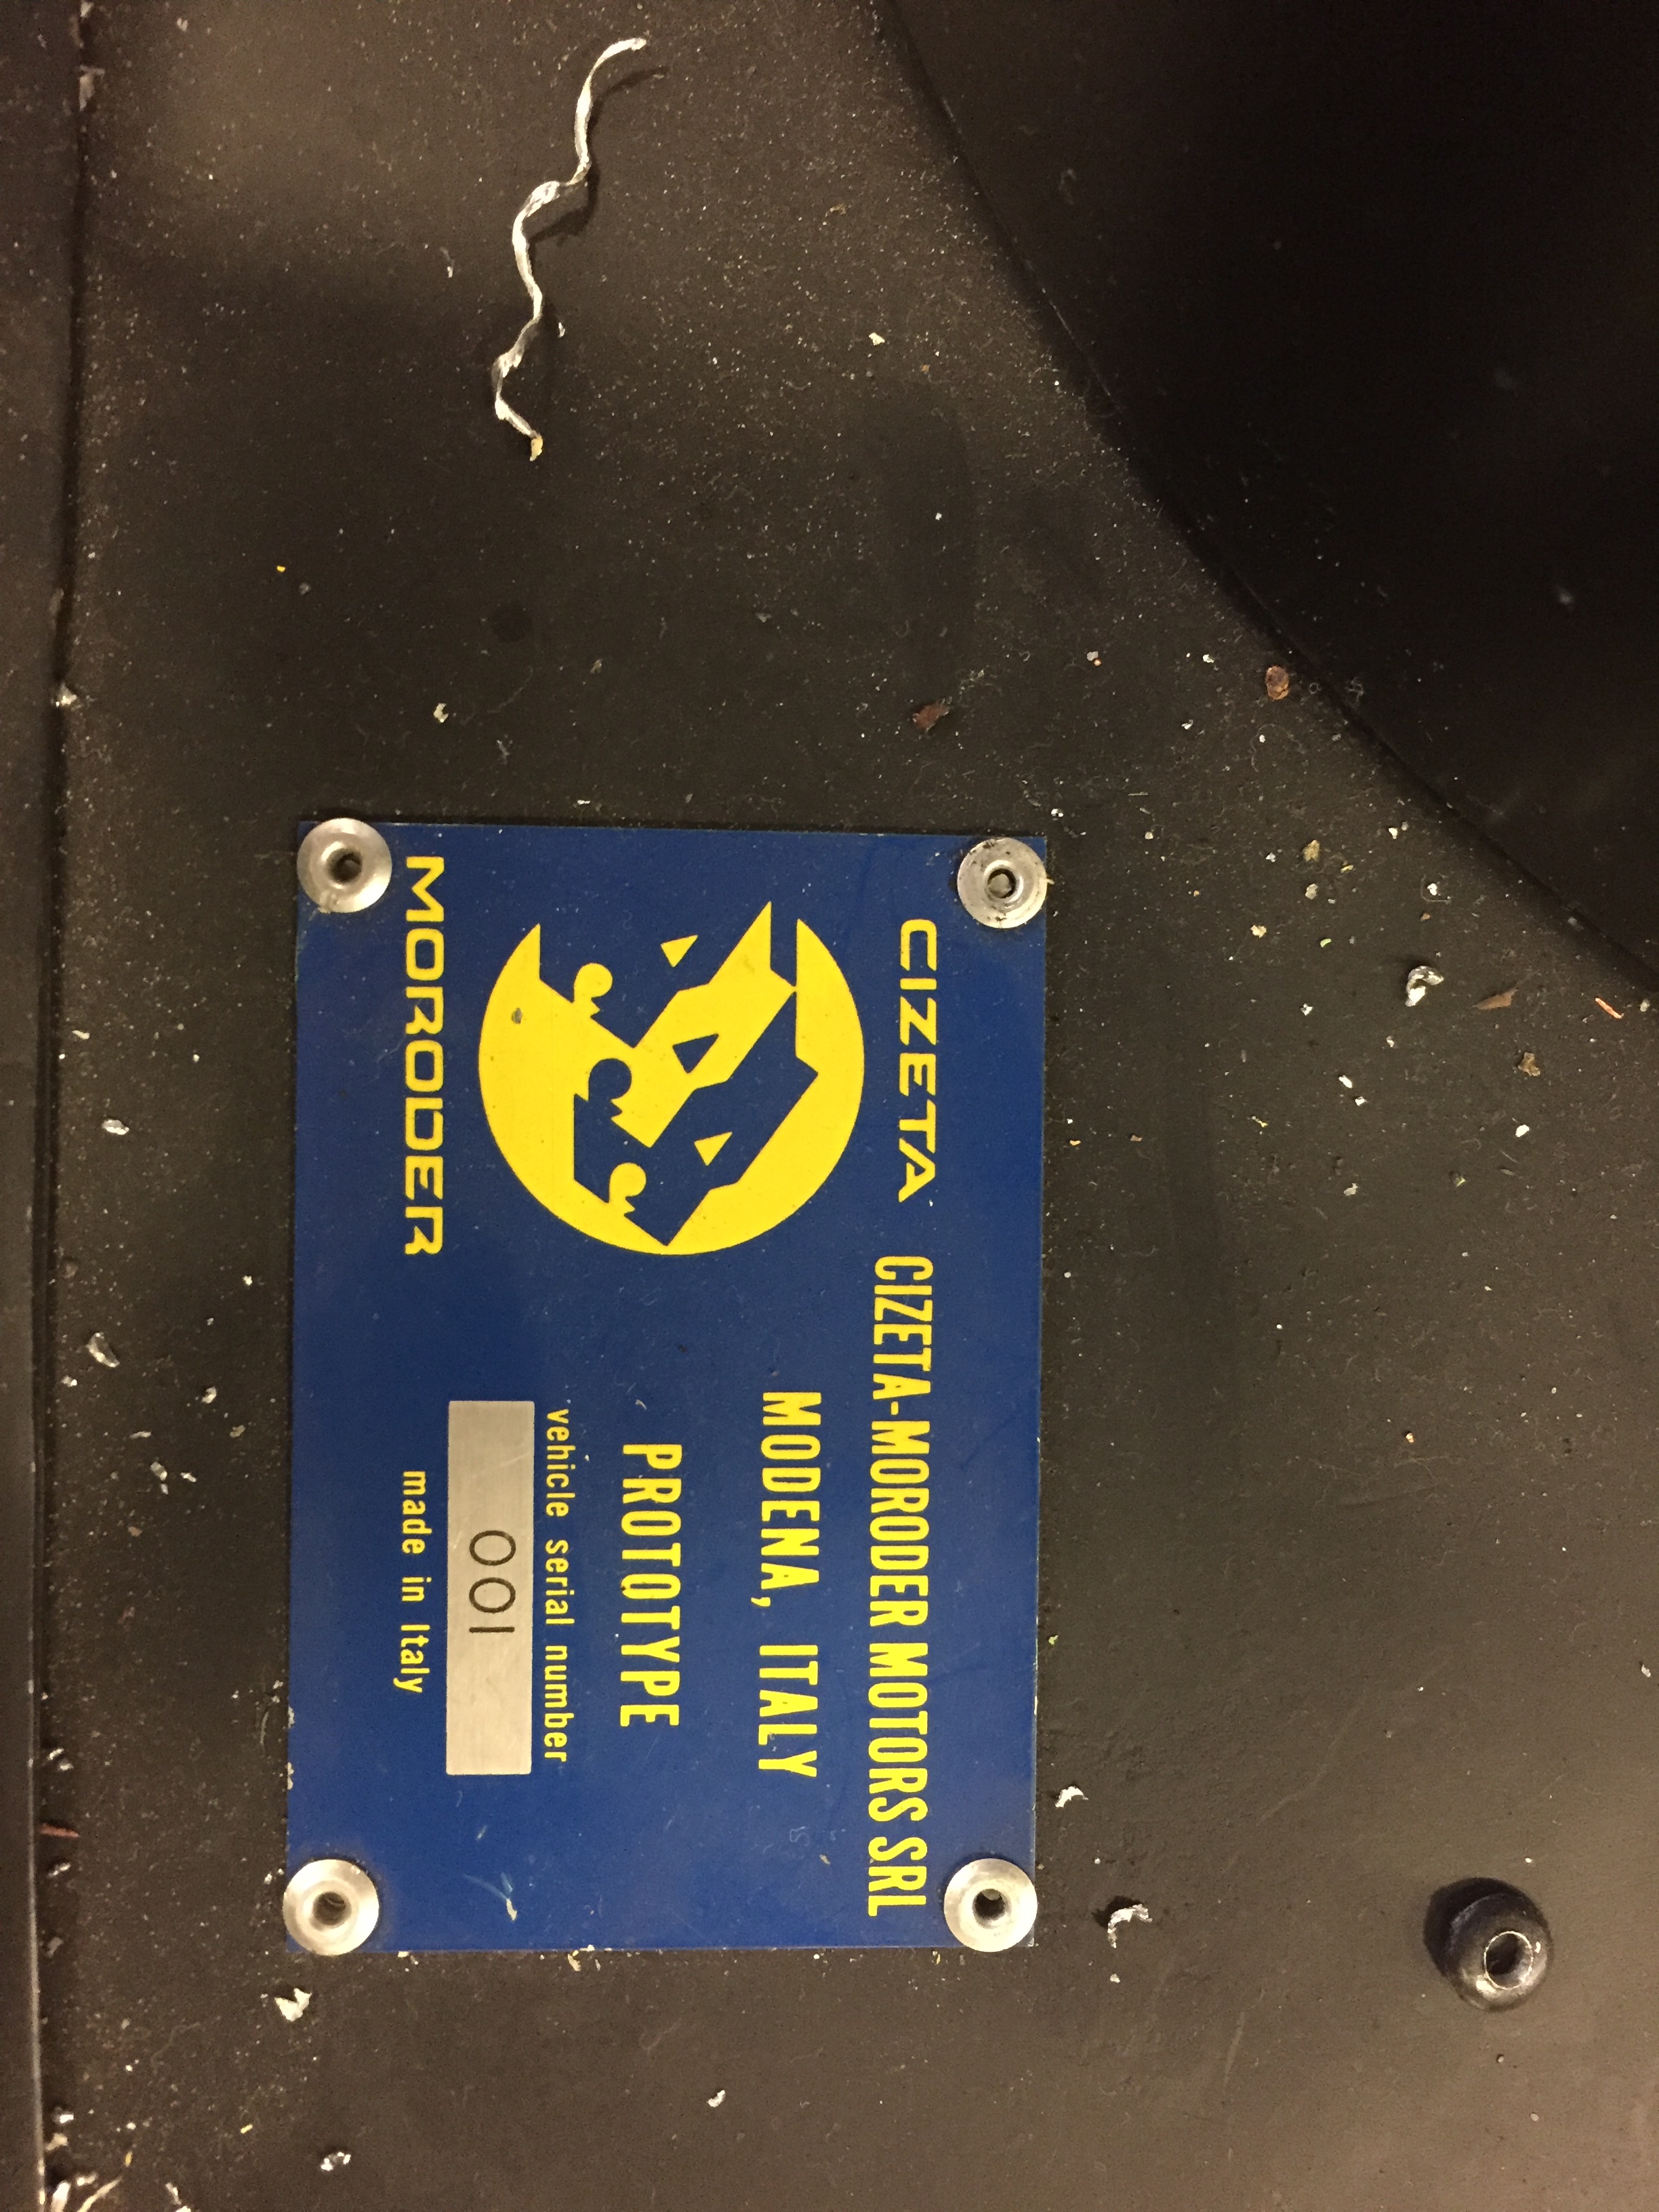 CIZETA
MORODER
CIZETA-MORODER MOTORS SRL
MODENA, ITALY
PROTOTYPE
vehicle serial number
001
made in Italy